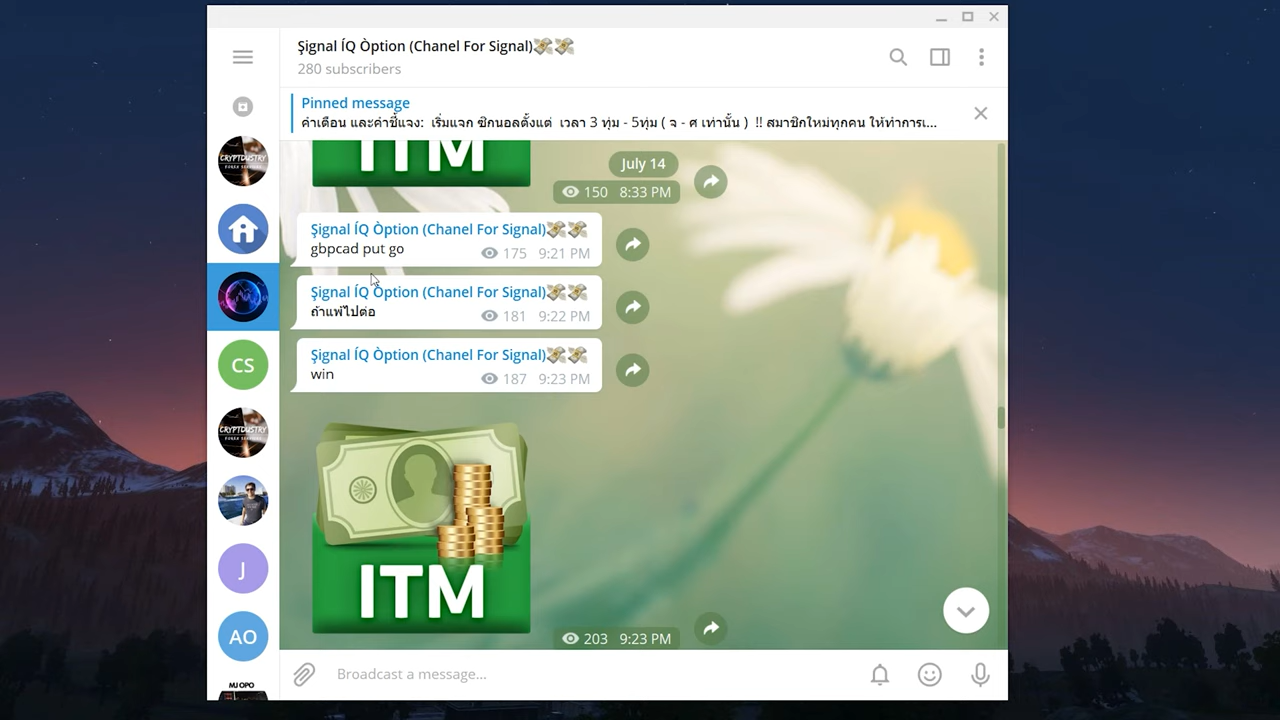 Şignal ÍQ Òption (Chanel For Signal)💸💸
280 subscribers
Pinned message
ค่าเดือน และค่าชี้แจง: เริ่มแจก ซิกนอลตั้งแต่ เวลา 3 ทุ่ม - 5ทุ่ม ( จ - ศ เท่านั้น ) !! สมาชิกใหม่ทุกคน ให้ทำการเ...
ITM
July 14
150 8:33 PM
Şignal ÍQ Òption (Chanel For Signal)💸💸
gbpcad put go
175 9:21 PM
Şignal ÍQ Òption (Chanel For Signal)💸💸
ถ้าแพ้ไปต่อ
181 9:22 PM
Şignal ÍQ Òption (Chanel For Signal)💸💸
win
187 9:23 PM
ITM
203 9:23 PM
Broadcast a message...
CRYPTDUSTRY
CS
CRYPTDUSTRY
J
AO
MJ OPO